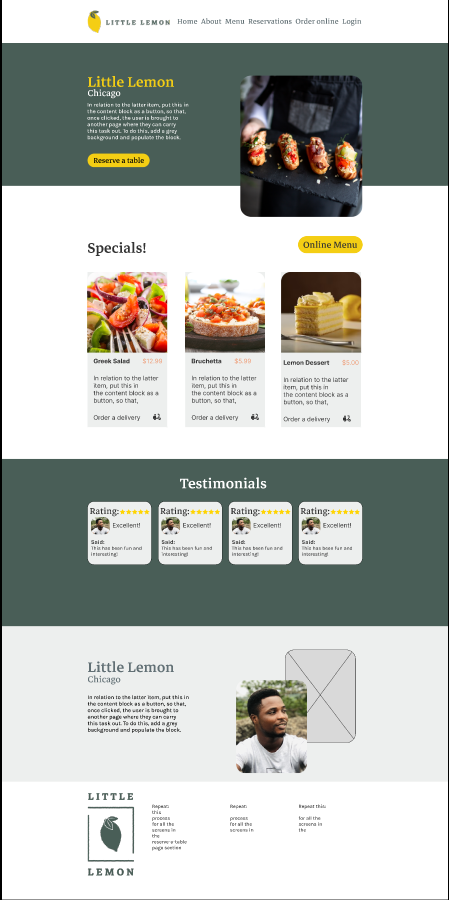 LITTLE LEMON
Home About Menu Reservations Order online Login
Little Lemon
Chicago
In relation to the latter item, put this in
the content block as a button, so that,
once clicked, the user is brought to
another page where they can carry
this task out. To do this, add a grey
background and populate the block.
Reserve a table
Specials!
Online Menu
Greek Salad $12.99
In relation to the latter
item, put this in
the content block as a
button, so that,
Order a delivery
Bruchetta $5.99
In relation to the latter
item, put this in
the content block as a
button, so that,
Order a delivery
Lemon Dessert $5.00
In relation to the latter
item, put this in
the content block as a
button, so that,
Order a delivery
Testimonials
Rating:
Excellent!
Said:
This has been fun and
interesting!
Rating:
Excellent!
Said:
This has been fun and
interesting!
Rating:
Excellent!
Said:
This has been fun and
interesting!
Rating:
Excellent!
Said:
This has been fun and
interesting!
Little Lemon
Chicago
In relation to the latter item, put this in
the content block as a button, so that,
once clicked, the user is brought to
another page where they can carry
this task out. To do this, add a grey
background and populate the block.
LITTLE
LEMON
Repeat:
this
process
for all the
screens in
the
reserve-a-table
page section
Repeat:
process
for all the
screens in
Repeat this:
for all the
screens in
the